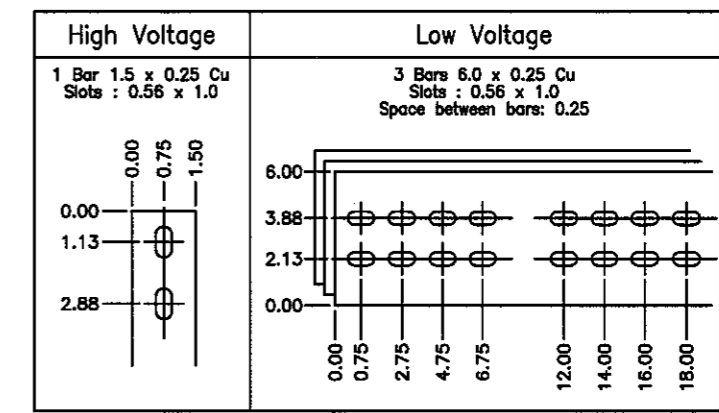 High Voltage
Low Voltage
1 Bar 1.5 x 0.25 Cu
Slots : 0.56 x 1.0
3 Bars 6.0 x 0.25 Cu
Slots : 0.56 x 1.0
Space between bars: 0.25
0.00
0.75
1.50
0.00
1.13
2.88
6.00
3.88
2.13
0.00
0.00
0.75
2.75
4.75
6.75
12.00
14.00
16.00
18.00